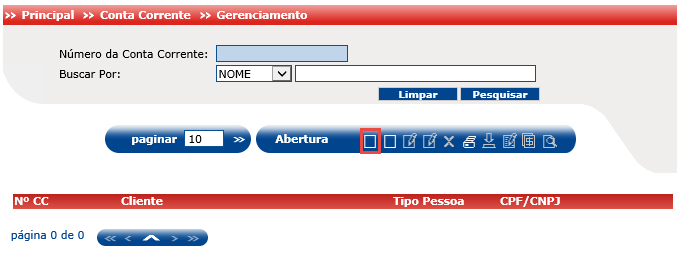 >> Principal >> Conta Corrente >> Gerenciamento
Número da Conta Corrente:
Buscar Por: NOME
Limpar Pesquisar
paginar 10 >> Abertura
Nº CC Cliente Tipo Pessoa CPF/CNPJ
página 0 de 0 << < > >>